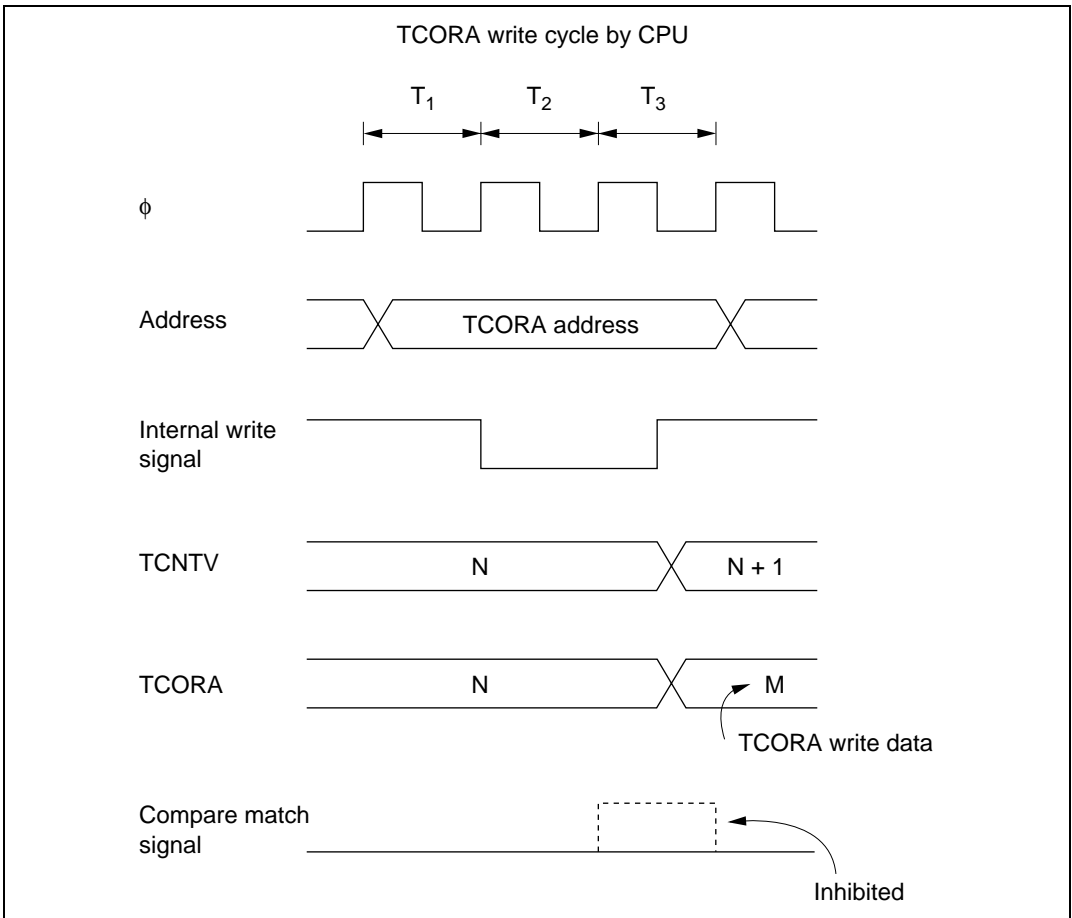 TCORA write cycle by CPU
T1 T2 T3
φ
Address
TCORA address
Internal write
signal
TCNTV
N
N + 1
TCORA
N
M
TCORA write data
Compare match
signal
Inhibited